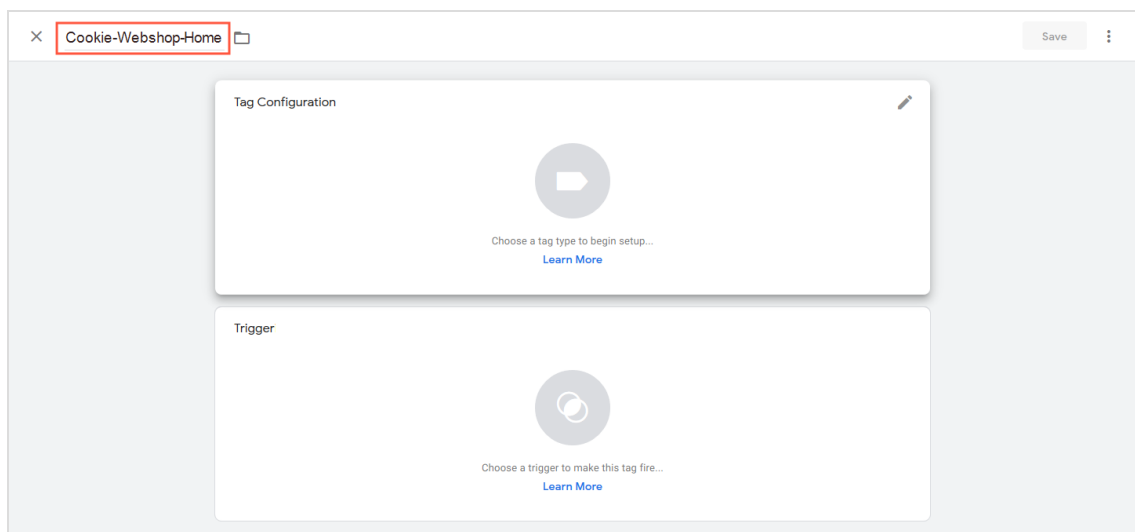 Cookie-Webshop-Home
Save
Tag Configuration
Choose a tag type to begin setup...
Learn More
Trigger
Choose a trigger to make this tag fire...
Learn More